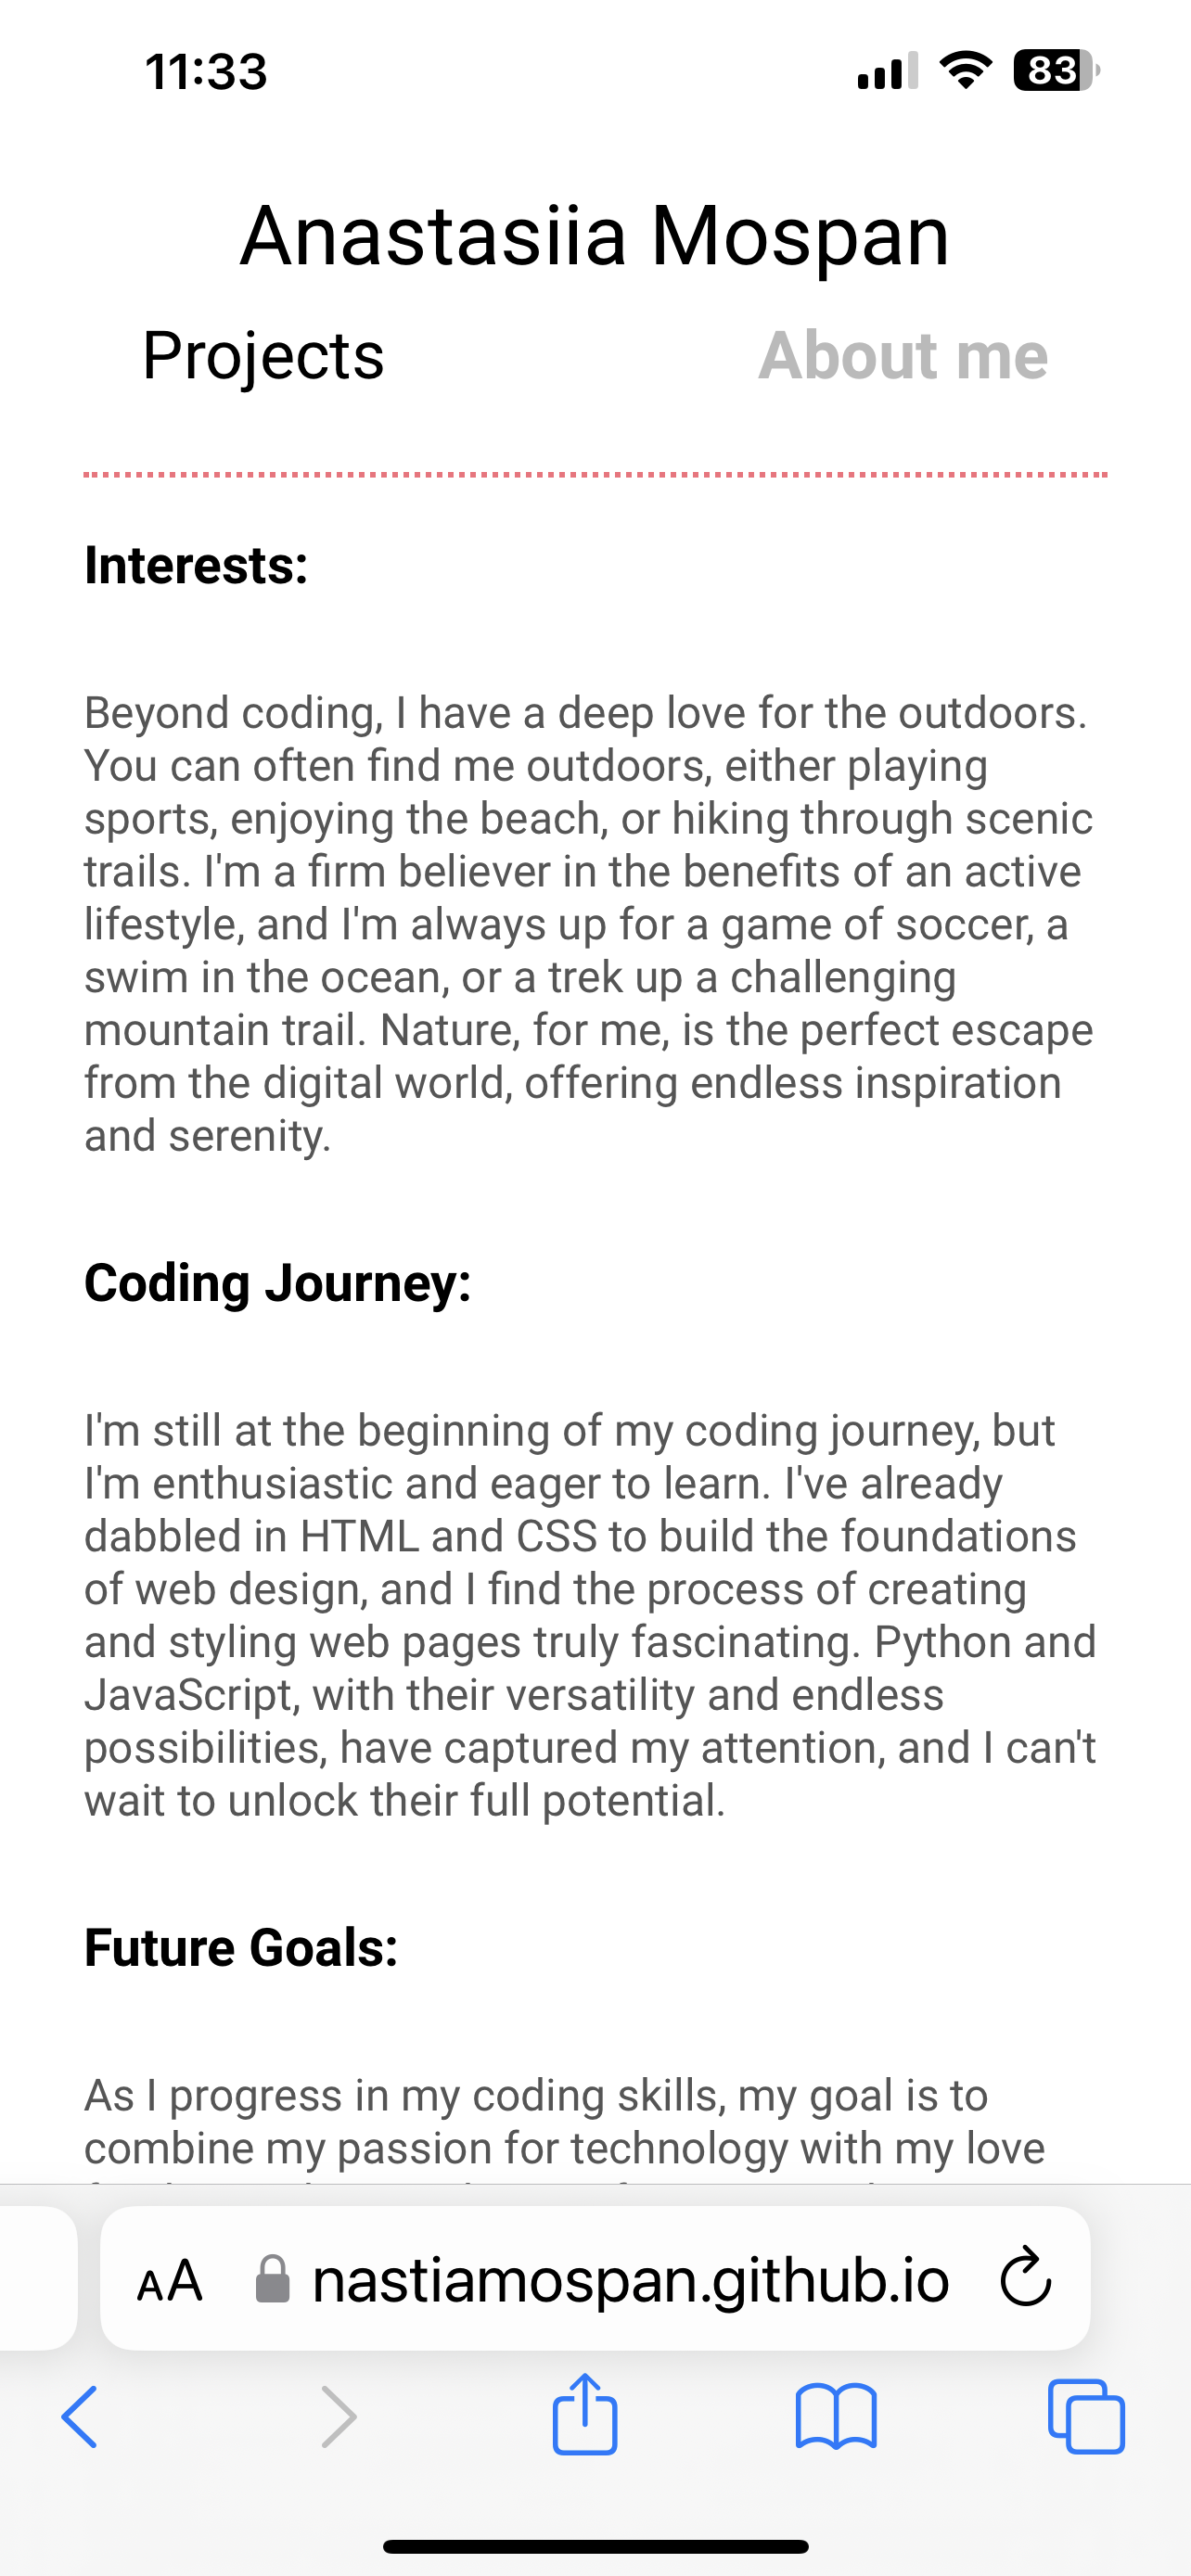 11:33
83
Anastasiia Mospan
Projects
About me
Interests:
Beyond coding, I have a deep love for the outdoors.
You can often find me outdoors, either playing
sports, enjoying the beach, or hiking through scenic
trails. I'm a firm believer in the benefits of an active
lifestyle, and I'm always up for a game of soccer, a
swim in the ocean, or a trek up a challenging
mountain trail. Nature, for me, is the perfect escape
from the digital world, offering endless inspiration
and serenity.
Coding Journey:
I'm still at the beginning of my coding journey, but
I'm enthusiastic and eager to learn. I've already
dabbled in HTML and CSS to build the foundations
of web design, and I find the process of creating
and styling web pages truly fascinating. Python and
JavaScript, with their versatility and endless
possibilities, have captured my attention, and I can't
wait to unlock their full potential.
Future Goals:
As I progress in my coding skills, my goal is to
combine my passion for technology with my love
AA
nastiamospan.github.io